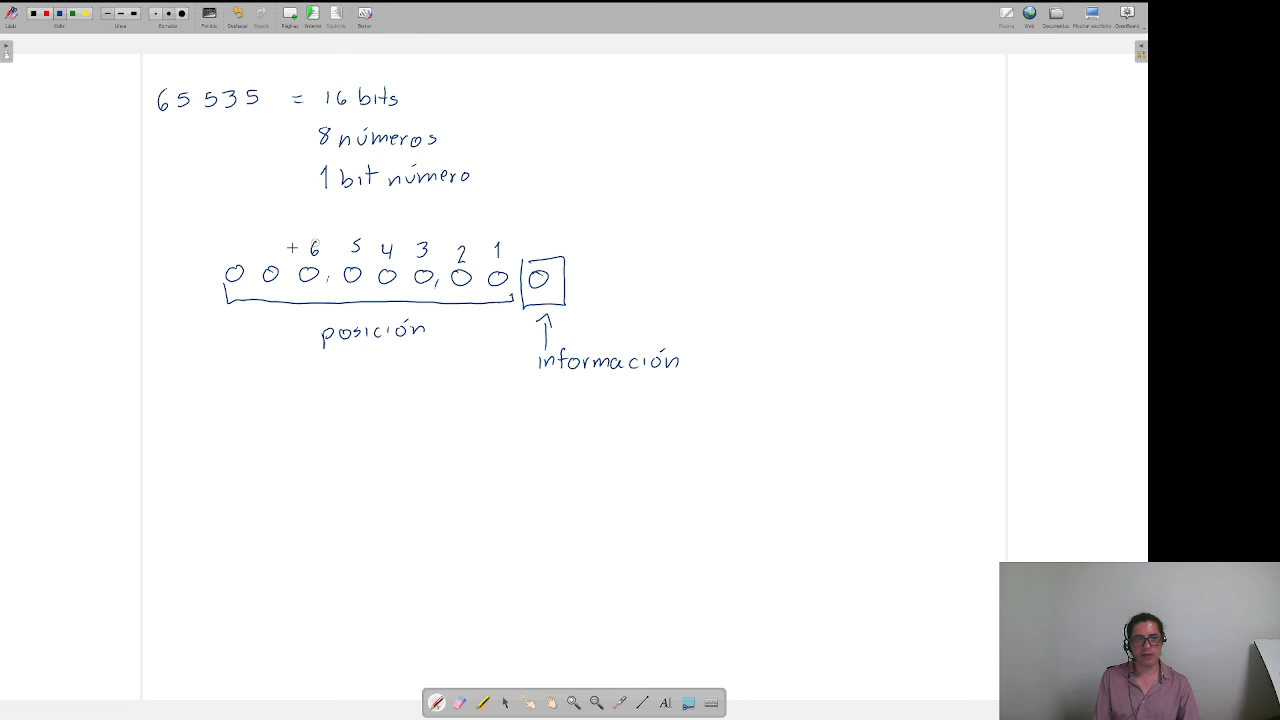 65 535 = 16 bits
8 números
1 bit número
+ 6 5 4 3 2 1
0 0 0, 0 0 0, 0 0 0
posición
información